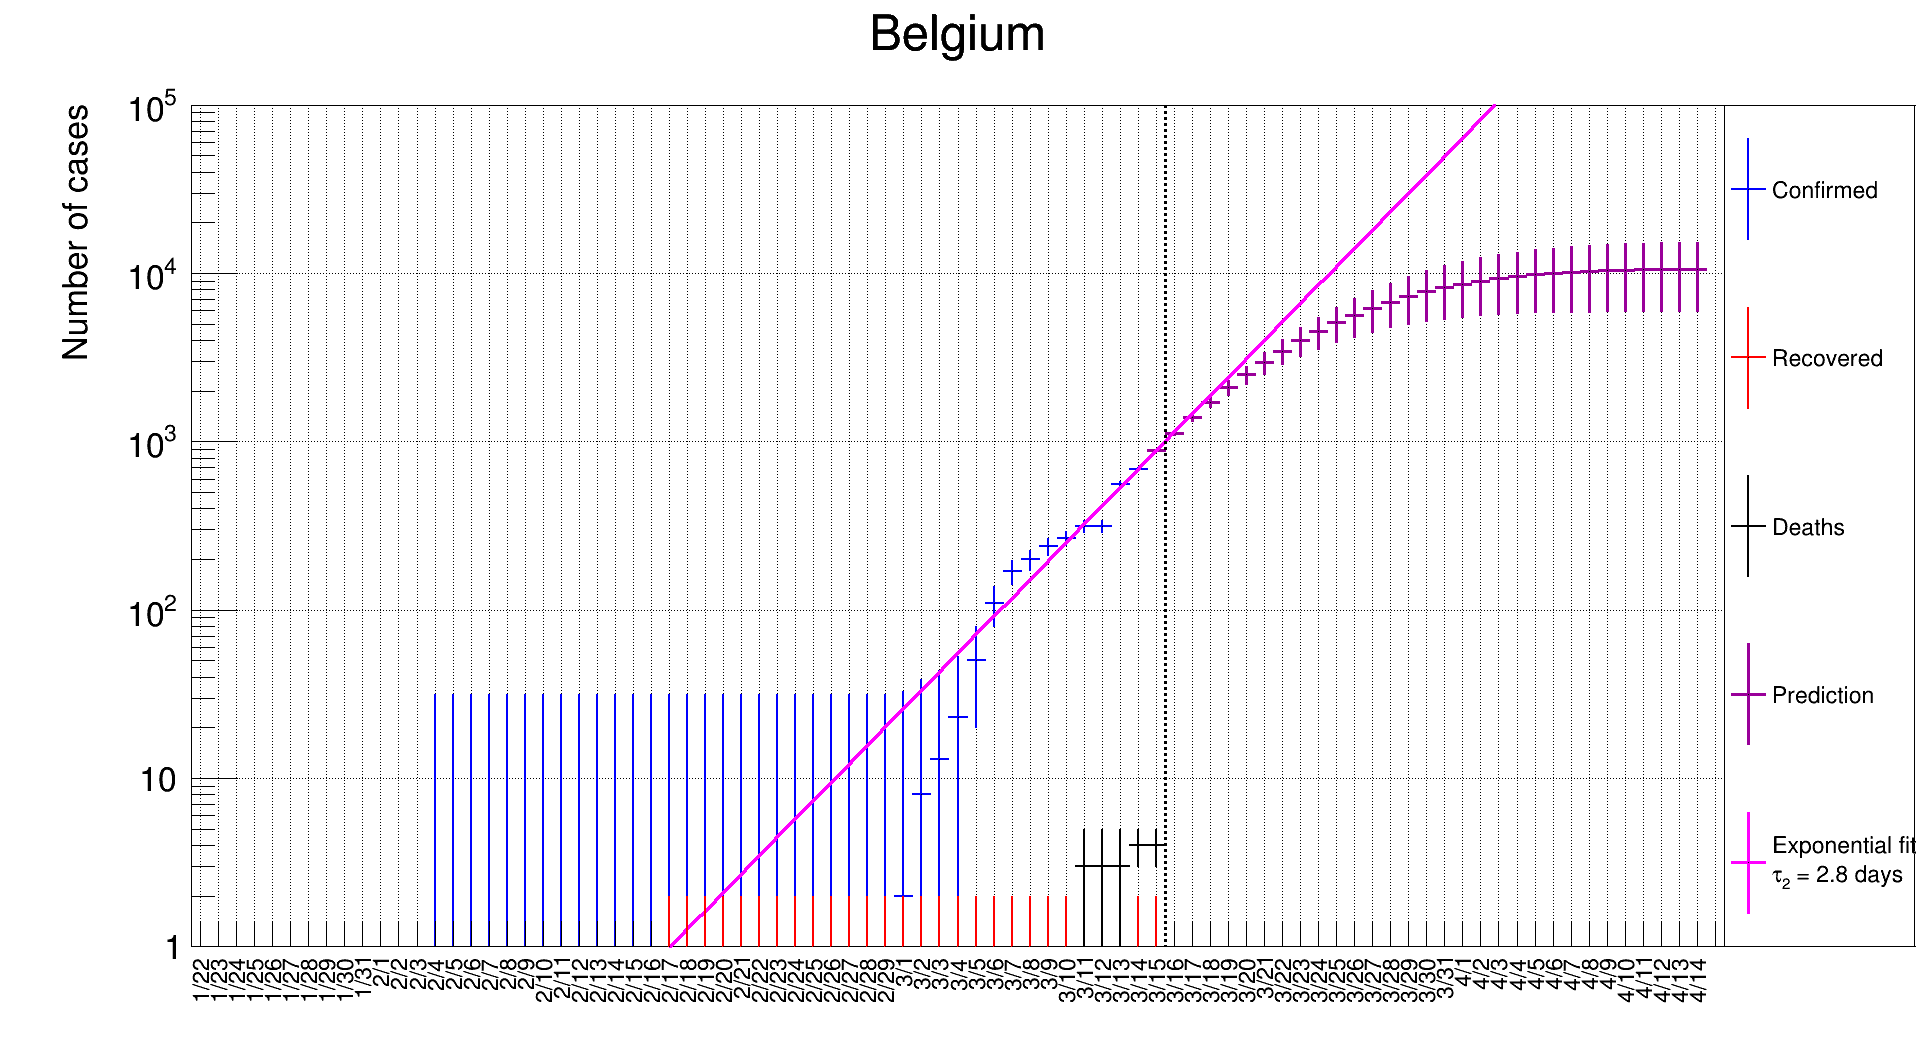 Belgium
Number of cases
10^5
10^4
10^3
10^2
10
1
1/22 1/23 1/24 1/25 1/26 1/27 1/28 1/29 1/30 1/31 2/1 2/2 2/3 2/4 2/5 2/6 2/7 2/8 2/9 2/10 2/11 2/12 2/13 2/14 2/15 2/16 2/17 2/18 2/19 2/20 2/21 2/22 2/23 2/24 2/25 2/26 2/27 2/28 2/29 3/1 3/2 3/3 3/4 3/5 3/6 3/7 3/8 3/9 3/10 3/11 3/12 3/13 3/14 3/15 3/16 3/17 3/18 3/19 3/20 3/21 3/22 3/23 3/24 3/25 3/26 3/27 3/28 3/29 3/30 3/31 4/1 4/2 4/3 4/4 4/5 4/6 4/7 4/8 4/9 4/10 4/11 4/12 4/13 4/14
Confirmed
Recovered
Deaths
Prediction
Exponential fit
τ₂ = 2.8 days